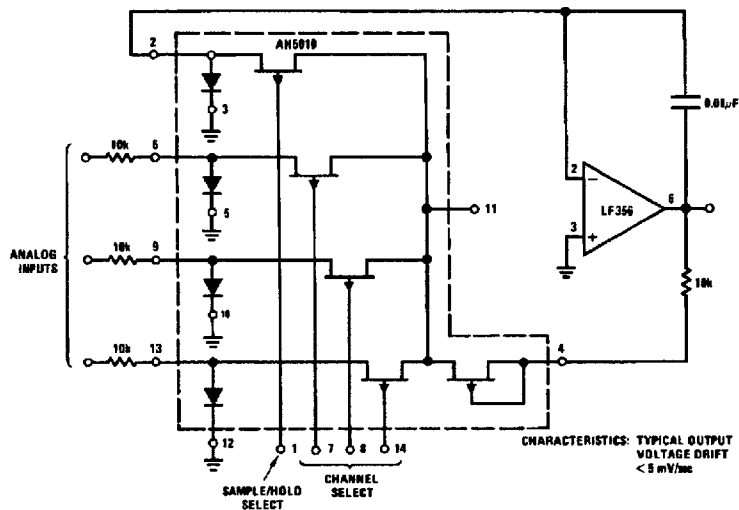 2
AH5010
3
0.01µF
10k 6
5
2
6
LF356
3
11
ANALOG
INPUTS
10k 9
10
10k
10k 13
4
12
1 7 8 14
SAMPLE/HOLD
SELECT
CHANNEL
SELECT
CHARACTERISTICS: TYPICAL OUTPUT
VOLTAGE DRIFT
< 5 mV/sec